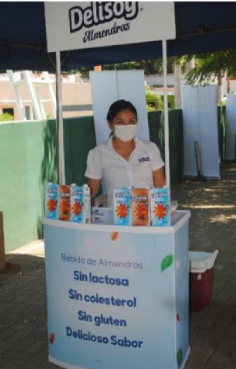 Delisoy
Almendras
Bebida de Almendras
Sin lactosa
Sin colesterol
Sin gluten
Delicioso Sabor